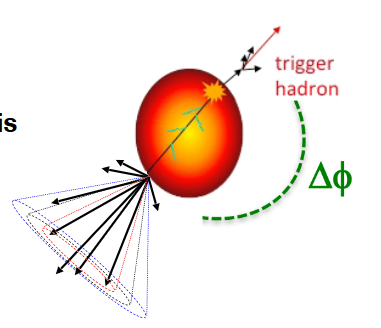 trigger
hadron
is
Δϕ